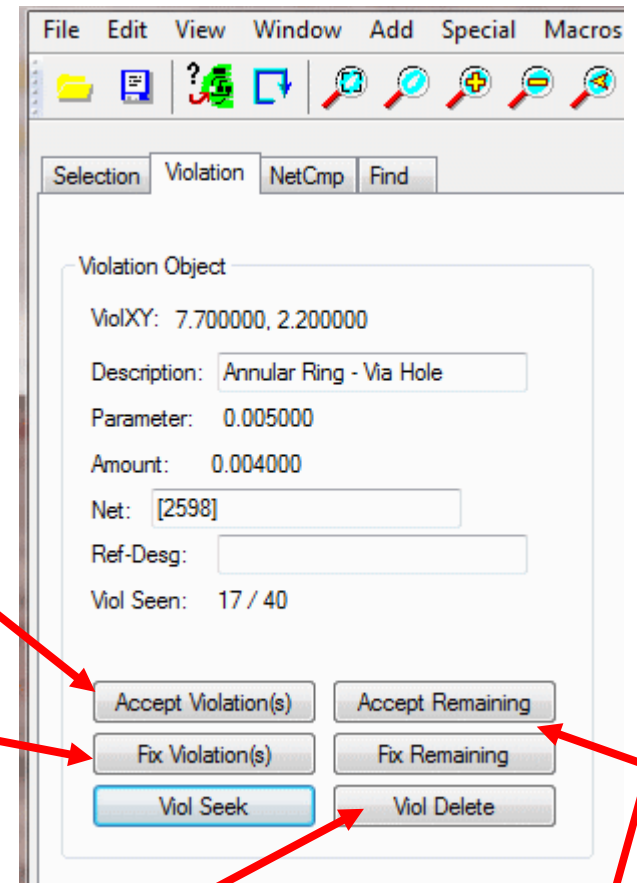 File Edit View Window Add Special Macros
?
Selection Violation NetCmp Find
Violation Object
ViolXY: 7.700000, 2.200000
Description: Annular Ring - Via Hole
Parameter: 0.005000
Amount: 0.004000
Net: [2598]
Ref-Desg:
Viol Seen: 17 / 40
Accept Violation(s) Accept Remaining
Fix Violation(s) Fix Remaining
Viol Seek Viol Delete